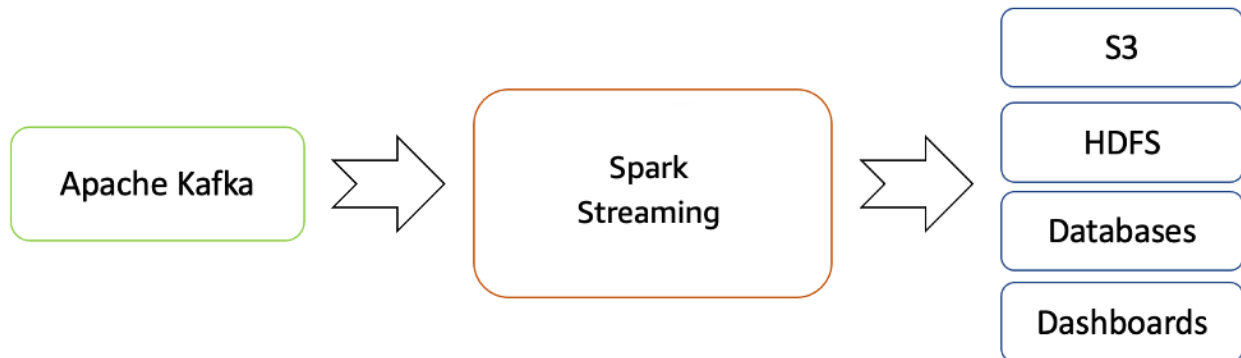 Apache Kafka
Spark
Streaming
S3
HDFS
Databases
Dashboards